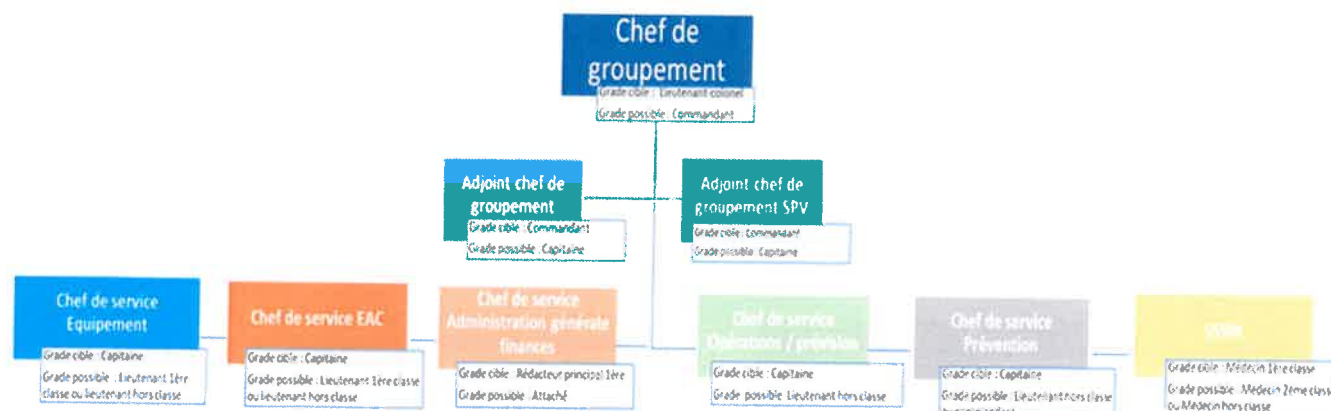 Chef de
groupement
Grade cible : Lieutenant colonel
Grade possible : Commandant
Adjoint chef de
groupement
Grade cible : Commandant
Grade possible : Capitaine
Adjoint chef de
groupement SPV
Grade cible : Commandant
Grade possible : Capitaine
Chef de service
Equipement
Grade cible : Capitaine
Grade possible : Lieutenant 1ère
classe ou lieutenant hors classe
Chef de service EAC
Grade cible : Capitaine
Grade possible : Lieutenant 1ère classe
ou lieutenant hors classe
Chef de service
Administration générale
finances
Grade cible : Rédacteur principal 1ère
Grade possible : Attaché
Chef de service
Opérations / prévision
Grade cible : Capitaine
Grade possible Lieutenant hors classe
Chef de service
Prévention
Grade cible : Capitaine
Grade possible : Lieutenant hors classe
Grade cible : Médecin 1ère classe
Grade possible : Médecin 2ème class
ou Médecin hors classe